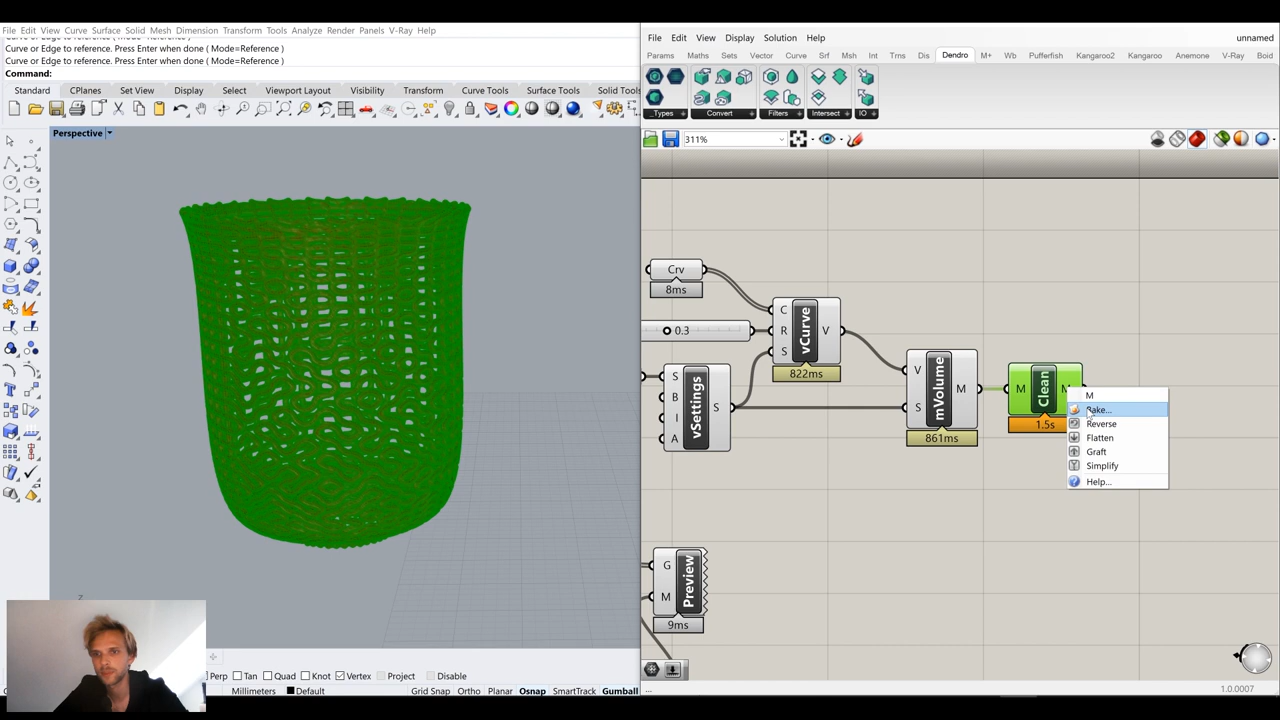 File Edit View Curve Surface Solid Mesh Dimension Transform Tools Analyze Render Panels V-Ray Help
Curve or Edge to reference. Press Enter when done ( Mode=Reference )
Curve or Edge to reference. Press Enter when done ( Mode=Reference )
Command:
Standard CPlanes Set View Display Select Viewport Layout Visibility Transform Curve Tools Surface Tools Solid Tools
Perspective
Perp Tan Quad Knot Vertex Project Disable
Millimeters Default Grid Snap Ortho Planar Osnap SmartTrack Gumball
File Edit View Display Solution Help unnamed
Params Maths Sets Vector Curve Srf Msh Int Trns Dis Dendro M+ Wb Pufferfish Kangaroo2 Kangaroo Anemone V-Ray Boid
_Types Convert Filters Intersect IO
311%
Crv
8ms
0.3
C
R
S
vCurve
V
822ms
S
B
I
A
vSettings
S
V
S
mVolume
M
861ms
M
Clean
M
1.5s
M
Bake...
Reverse
Flatten
Graft
Simplify
Help...
G
M
Preview
9ms
...
1.0.0007